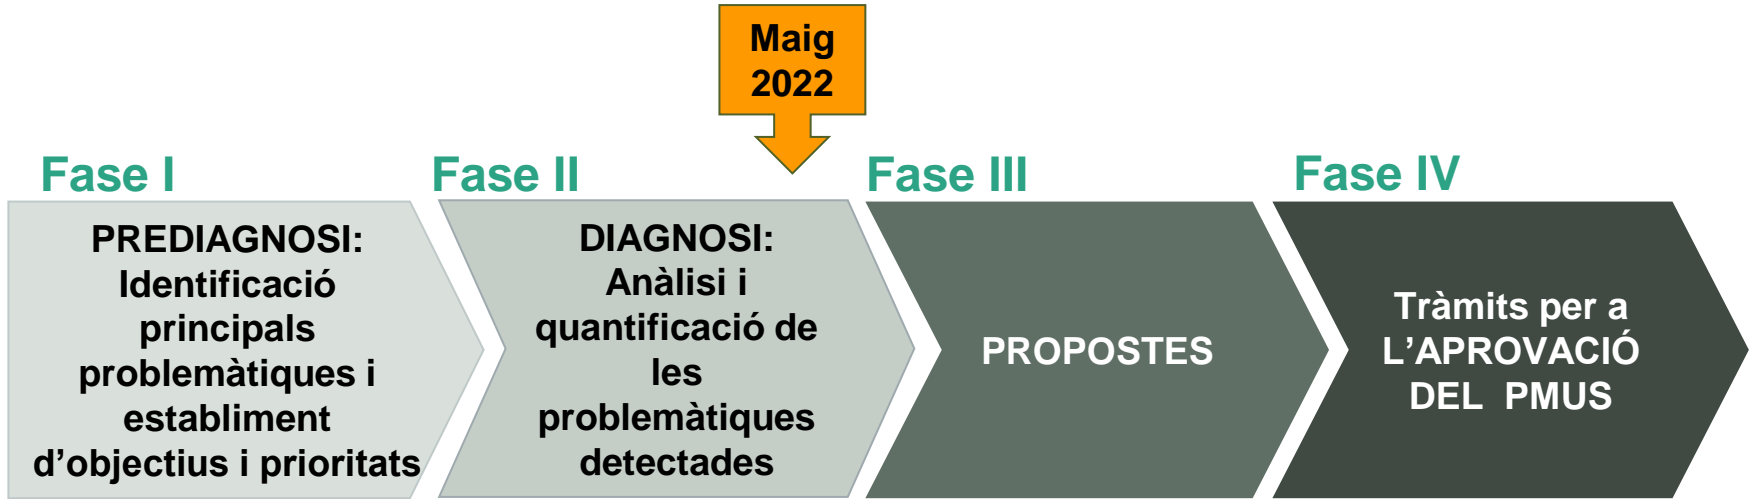 Maig
2022
Fase I
PREDIAGNOSI:
Identificació
principals
problemàtiques i
establiment
d’objectius i prioritats
Fase II
DIAGNOSI:
Anàlisi i
quantificació de
les
problemàtiques
detectades
Fase III
PROPOSTES
Fase IV
Tràmits per a
L’APROVACIÓ
DEL PMUS